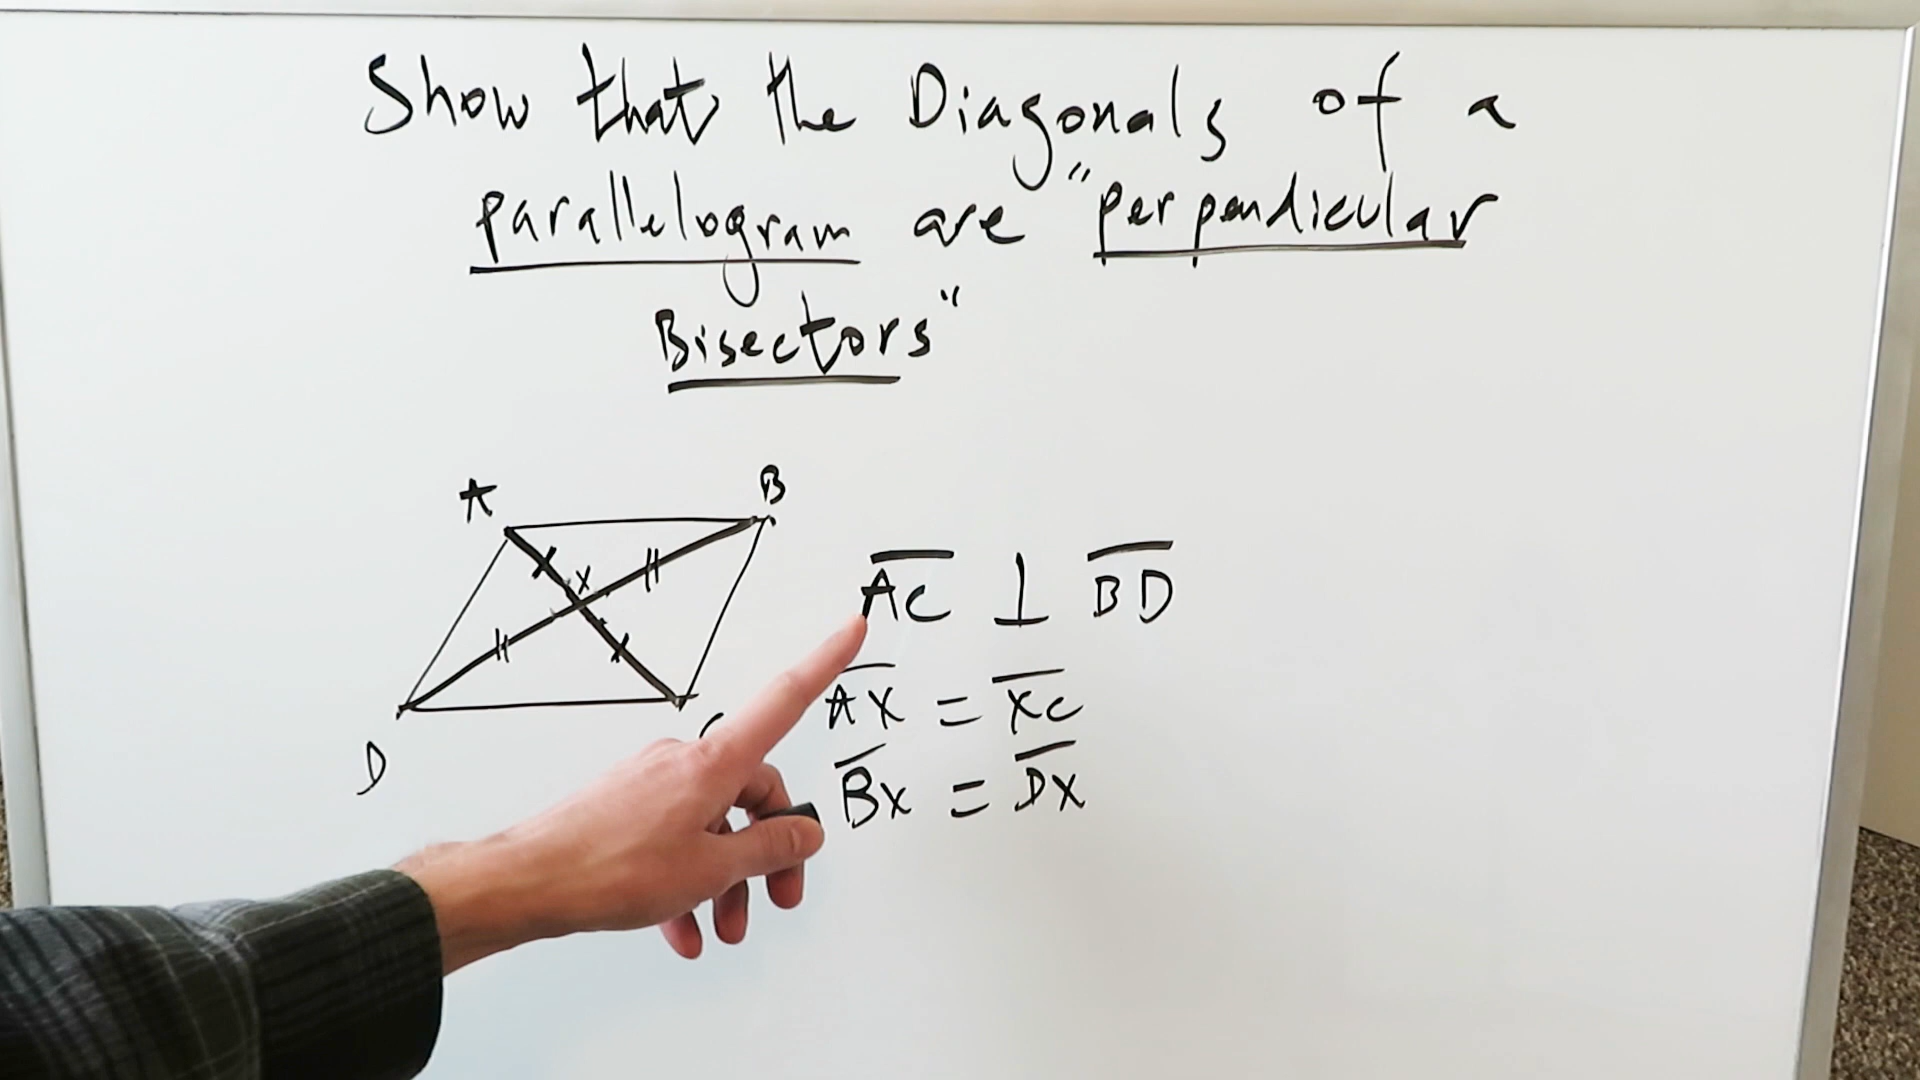 Show that the Diagonals of a
parallelogram are "perpendicular
Bisectors"
A
B
x
D
C
AC ⊥ BD
AX = XC
BX = DX